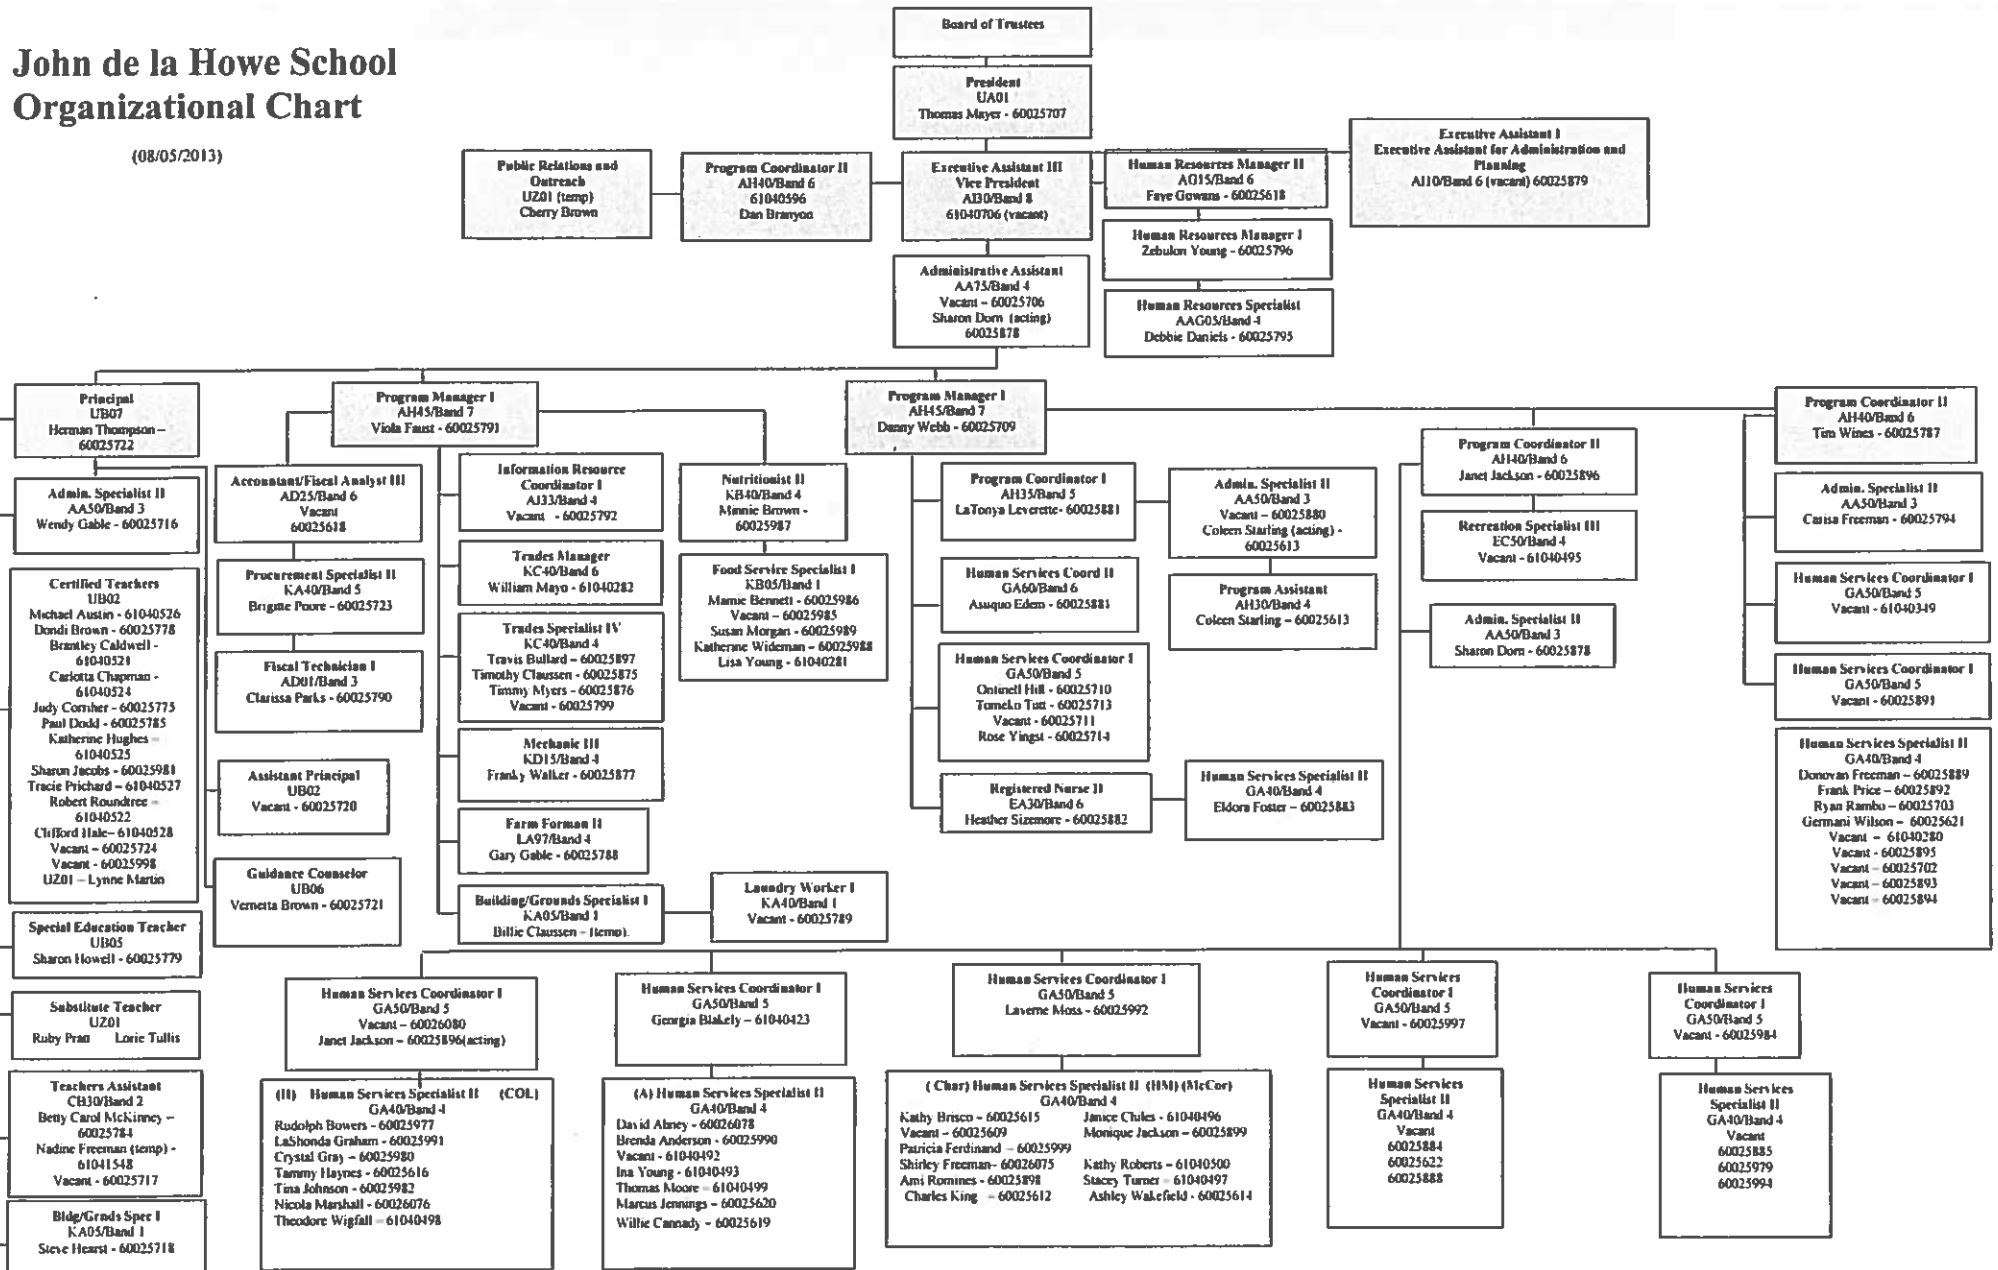 John de la Howe School
Organizational Chart
(08/05/2013)
Board of Trustees
President
UA01
Thomas Mayer - 60025707
Public Relations and
Outreach
UZ01 (temp)
Cherry Brown
Program Coordinator II
AH40/Band 6
61040596
Dan Branyon
Executive Assistant III
Vice President
AI30/Band 8
61040706 (vacant)
Human Resources Manager II
AG15/Band 6
Faye Gowans - 60025618
Executive Assistant I
Executive Assistant for Administration and
Planning
AI10/Band 6 (vacant) 60025879
Human Resources Manager I
Zebulon Young - 60025796
Administrative Assistant
AA75/Band 4
Vacant – 60025706
Sharon Dorn (acting)
60025878
Human Resources Specialist
AAG05/Band 4
Debbie Daniels - 60025795
Principal
UB07
Herman Thompson –
60025722
Program Manager I
AH45/Band 7
Viola Faust - 60025791
Program Manager I
AH45/Band 7
Danny Webb - 60025709
Program Coordinator II
AH40/Band 6
Tim Wines - 60025787
Admin. Specialist II
AA50/Band 3
Wendy Gable - 60025716
Accountant/Fiscal Analyst III
AD25/Band 6
Vacant
60025618
Information Resource
Coordinator I
AJ33/Band 4
Vacant - 60025792
Nutritionist II
KB40/Band 4
Minnie Brown -
60025987
Program Coordinator I
AH35/Band 5
LaTonya Leverette- 60025881
Admin. Specialist II
AA50/Band 3
Vacant – 60025880
Coleen Starling (acting) -
60025613
Program Coordinator II
AH40/Band 6
Janet Jackson - 60025896
Admin. Specialist II
AA50/Band 3
Carisa Freeman - 60025794
Recreation Specialist III
EC50/Band 4
Vacant - 61040495
Certified Teachers
UB02
Michael Austin - 61040526
Dondi Brown - 60025778
Brantley Caldwell -
61040521
Carlotta Chapman -
61040524
Judy Cornher - 60025775
Paul Dodd - 60025785
Katherine Hughes –
61040525
Sharon Jacobs - 60025981
Tracie Prichard – 61040527
Robert Roundtree –
61040522
Clifford Hale– 61040528
Vacant – 60025724
Vacant – 60025998
UZ01 – Lynne Martin
Procurement Specialist II
KA40/Band 5
Brigitte Poore - 60025723
Trades Manager
KC40/Band 6
William Mayo - 61040282
Food Service Specialist I
KB05/Band 1
Mamie Bennett - 60025986
Vacant – 60025985
Susan Morgan - 60025989
Katherine Wideman - 60025988
Lisa Young - 61040281
Human Services Coord II
GA60/Band 6
Asuquo Edem - 60025881
Program Assistant
AH30/Band 4
Coleen Starling – 60025613
Human Services Coordinator I
GA50/Band 5
Vacant - 61040349
Admin. Specialist II
AA50/Band 3
Sharon Dorn - 60025878
Fiscal Technician I
AD01/Band 3
Clarissa Parks - 60025790
Trades Specialist IV
KC40/Band 4
Travis Bullard – 60025897
Timothy Claussen - 60025875
Timmy Myers - 60025876
Vacant - 60025799
Human Services Coordinator I
GA50/Band 5
Ontinell Hill - 60025710
Tomeko Tutt - 60025713
Vacant - 60025711
Rose Yingst - 60025714
Human Services Coordinator I
GA50/Band 5
Vacant - 60025891
Assistant Principal
UB02
Vacant - 60025720
Mechanic III
KD15/Band 4
Franky Walker - 60025877
Registered Nurse II
EA30/Band 6
Heather Sizemore - 60025882
Human Services Specialist II
GA40/Band 4
Eldora Foster – 60025883
Human Services Specialist II
GA40/Band 4
Donovan Freeman – 60025889
Frank Price – 60025892
Ryan Rambo – 60025703
Germani Wilson – 60025621
Vacant – 61040280
Vacant - 60025895
Vacant - 60025702
Vacant – 60025893
Vacant – 60025894
Farm Forman II
LA97/Band 4
Gary Gable - 60025788
Guidance Counselor
UB06
Vernetta Brown - 60025721
Building/Grounds Specialist I
KA05/Band 1
Billie Claussen – (temp).
Laundry Worker I
KA40/Band 1
Vacant - 60025789
Special Education Teacher
UB05
Sharon Howell - 60025779
Substitute Teacher
UZ01
Ruby Pratt Lorie Tullis
Human Services Coordinator I
GA50/Band 5
Vacant – 60026080
Janet Jackson – 60025896(acting)
Human Services Coordinator I
GA50/Band 5
Georgia Blakely – 61040423
Human Services Coordinator I
GA50/Band 5
Laverne Moss - 60025992
Human Services
Coordinator I
GA50/Band 5
Vacant - 60025997
Human Services
Coordinator I
GA50/Band 5
Vacant - 60025984
Teachers Assistant
CB30/Band 2
Betty Carol McKinney –
60025784
Nadine Freeman (temp) -
61041548
Vacant - 60025717
(H) Human Services Specialist II (COL)
GA40/Band 4
Rudolph Bowers - 60025977
LaShonda Graham - 60025991
Crystal Gray – 60025980
Tammy Haynes – 60025616
Tina Johnson – 60025982
Nicola Marshall - 60026076
Theodore Wigfall – 61040498
(A) Human Services Specialist II
GA40/Band 4
David Abney - 60026078
Brenda Anderson - 60025990
Vacant - 61040492
Ina Young - 61040493
Thomas Moore – 61040499
Marcus Jennings – 60025620
Willie Cannady – 60025619
( Char) Human Services Specialist II (HM) (McCor)
GA40/Band 4
Kathy Brisco – 60025615 Janice Chiles - 61040496
Vacant – 60025609 Monique Jackson – 60025899
Patricia Ferdinand – 60025999
Shirley Freeman– 60026075 Kathy Roberts – 61040500
Ami Romines - 60025898 Stacey Turner – 61040497
Charles King – 60025612 Ashley Wakefield - 60025614
Human Services
Specialist II
GA40/Band 4
Vacant
60025884
60025622
60025888
Human Services
Specialist II
GA40/Band 4
Vacant
60025885
60025979
60025994
Bldg/Grnds Spec I
KA05/Band 1
Steve Hearst - 60025718